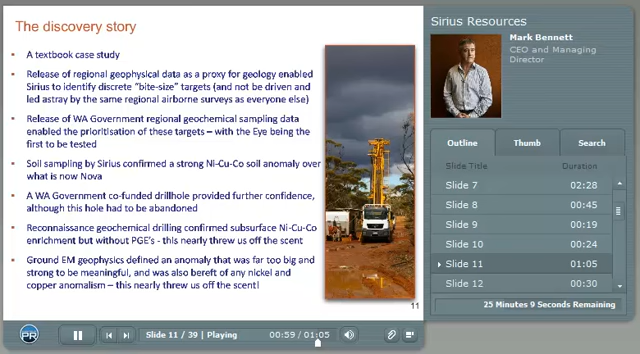 The discovery story
• A textbook case study
• Release of regional geophysical data as a proxy for geology enabled
Sirius to identify discrete "bite-size" targets (and not be driven and
led astray by the same regional airborne surveys as everyone else)
• Release of WA Government regional geochemical sampling data
enabled the prioritisation of these targets – with the Eye being the
first to be tested
• Soil sampling by Sirius confirmed a strong Ni-Cu-Co soil anomaly over
what is now Nova
• A WA Government co-funded drillhole provided further confidence,
although this hole had to be abandoned
• Reconnaissance geochemical drilling confirmed subsurface Ni-Cu-Co
enrichment but without PGE's - this nearly threw us off the scent
• Ground EM geophysics defined an anomaly that was far too big and
strong to be meaningful, and was also bereft of any nickel and
copper anomalism – this nearly threw us off the scent!
11
Sirius Resources
Mark Bennett
CEO and Managing
Director
Outline Thumb Search
Slide Title Duration
Slide 7 02:28
Slide 8 00:45
Slide 9 00:19
Slide 10 00:24
Slide 11 01:05
Slide 12 00:30
25 Minutes 9 Seconds Remaining
PR Slide 11 / 39 | Playing 00:59 / 01:05